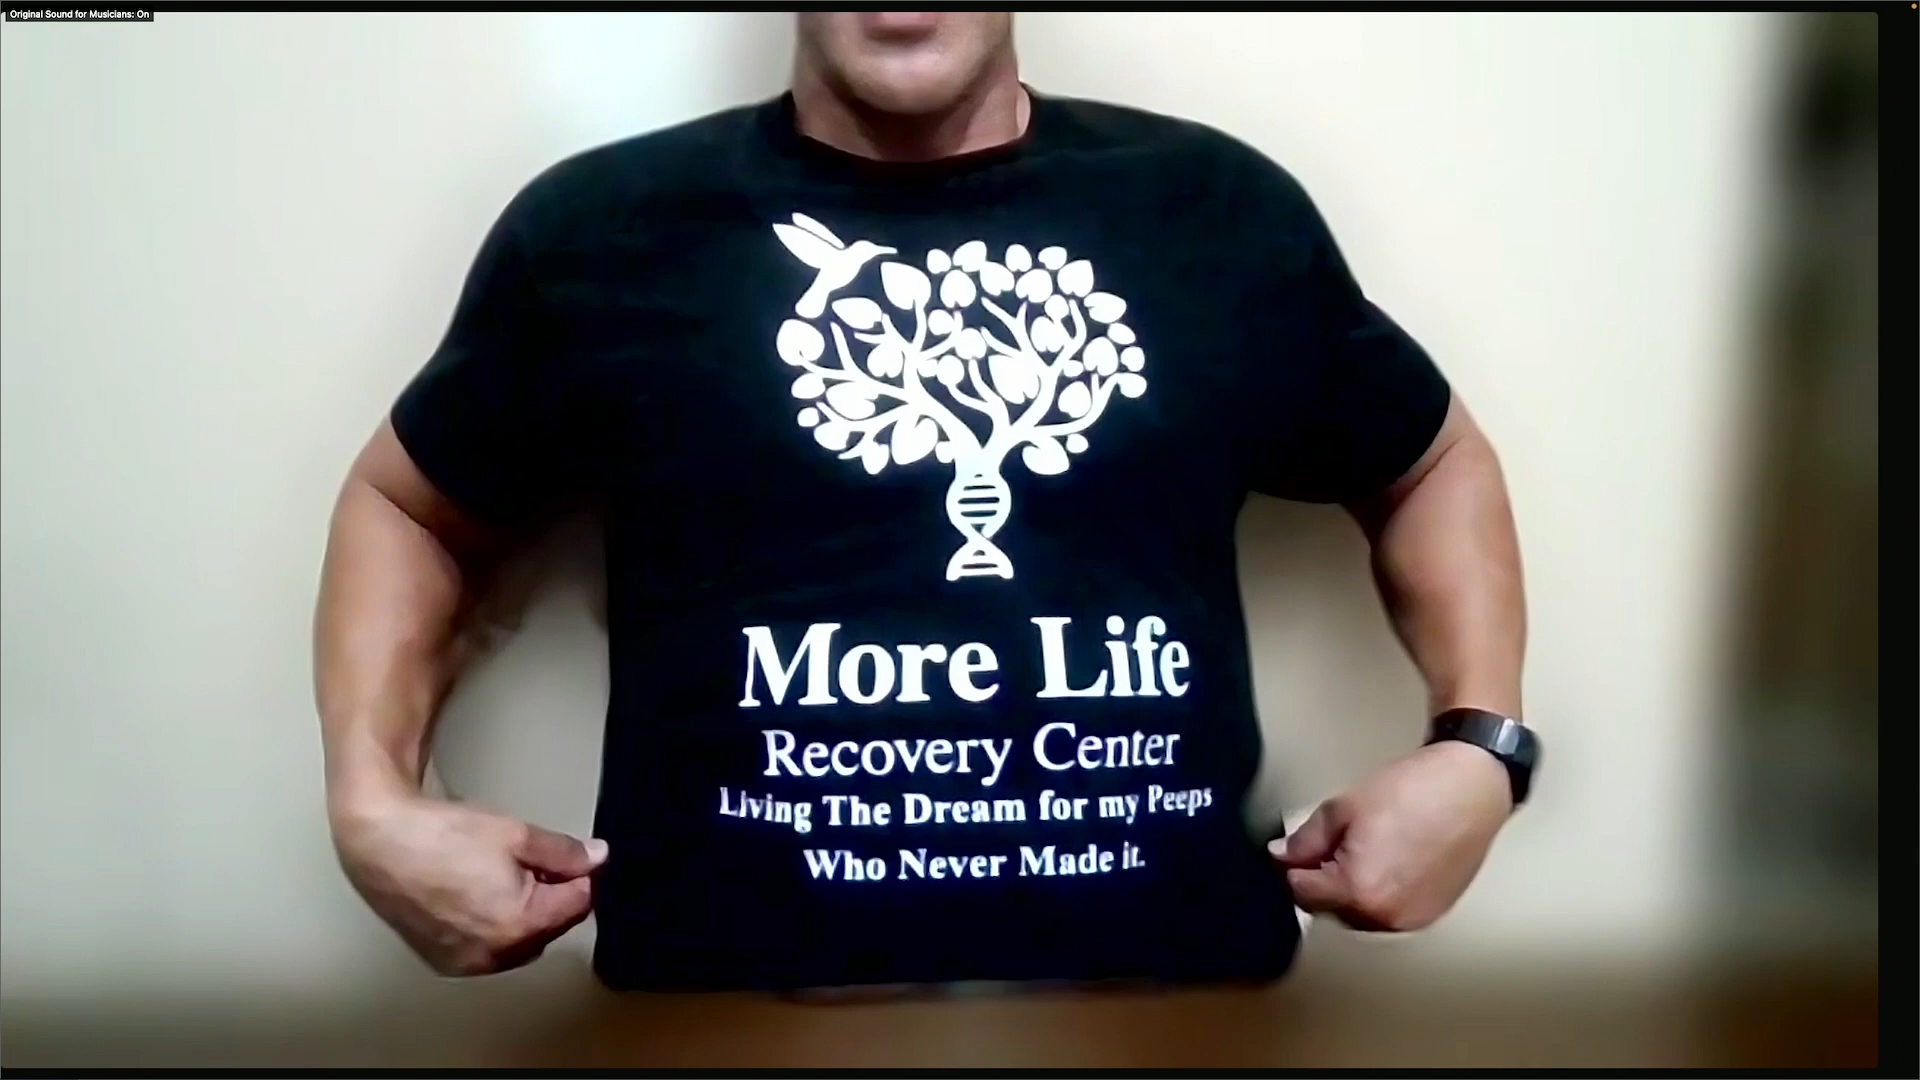 Original Sound for Musicians: On
More Life
Recovery Center
Living The Dream for my Peeps
Who Never Made it.